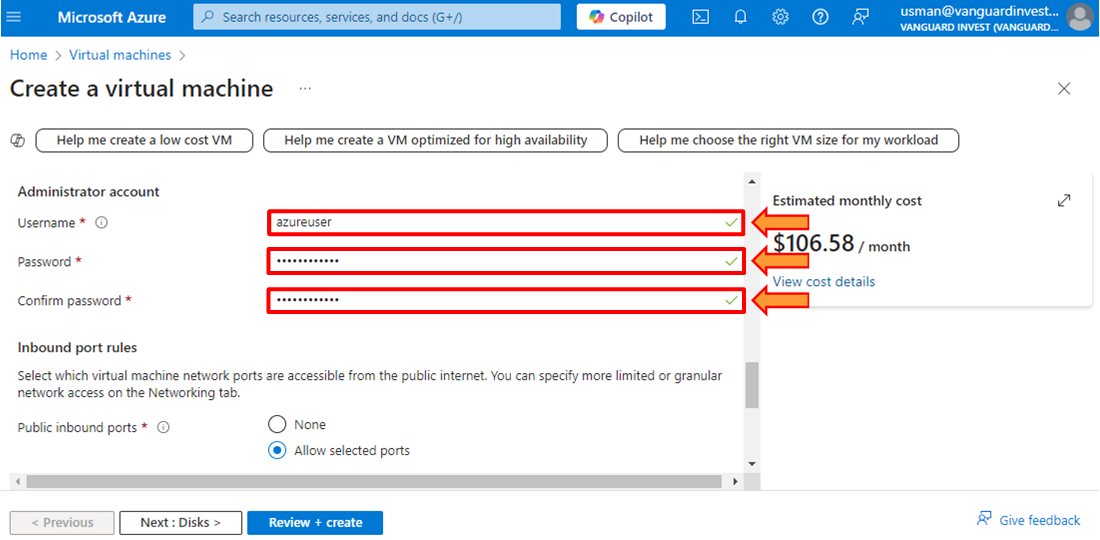 Microsoft Azure
Search resources, services, and docs (G+/)
Copilot
usman@vanguardinvest...
VANGUARD INVEST (VANGUARD...
Home > Virtual machines >
Create a virtual machine ...
Help me create a low cost VM
Help me create a VM optimized for high availability
Help me choose the right VM size for my workload
Administrator account
Username *
azureuser
Password *
••••••••••••
Confirm password *
••••••••••••
Estimated monthly cost
$106.58 / month
View cost details
Inbound port rules
Select which virtual machine network ports are accessible from the public internet. You can specify more limited or granular
network access on the Networking tab.
Public inbound ports *
None
Allow selected ports
< Previous
Next : Disks >
Review + create
Give feedback